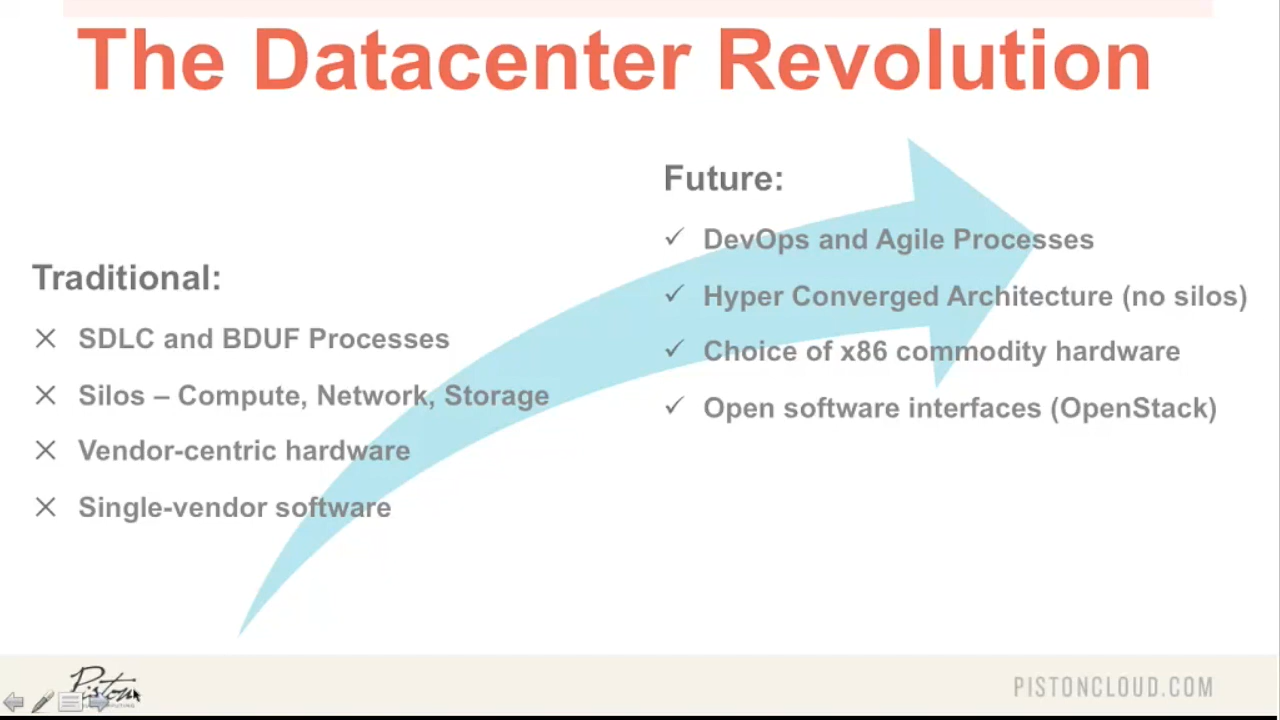 The Datacenter Revolution
Traditional:
SDLC and BDUF Processes
Silos – Compute, Network, Storage
Vendor-centric hardware
Single-vendor software
Future:
DevOps and Agile Processes
Hyper Converged Architecture (no silos)
Choice of x86 commodity hardware
Open software interfaces (OpenStack)
Piston
PISTONCLOUD.COM